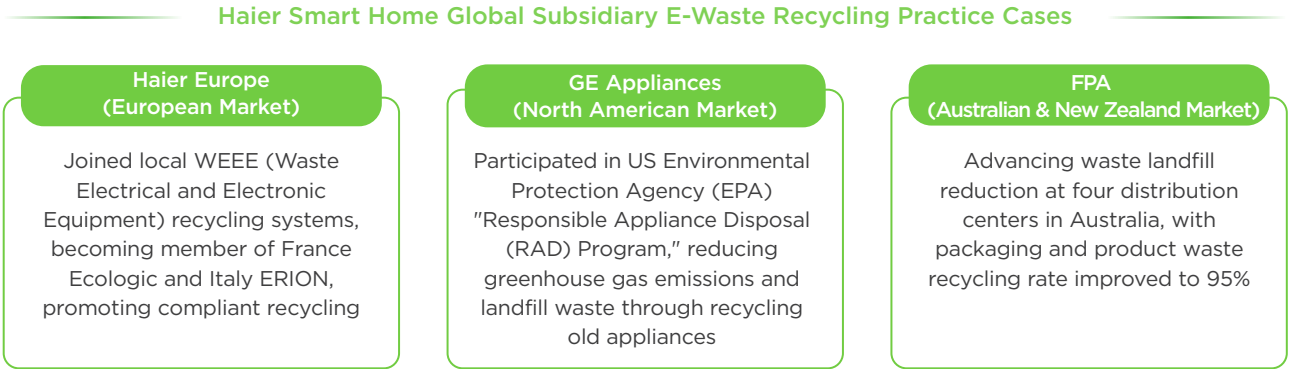 Haier Smart Home Global Subsidiary E-Waste Recycling Practice Cases
Haier Europe
(European Market)
Joined local WEEE (Waste
Electrical and Electronic
Equipment) recycling systems,
becoming member of France
Ecologic and Italy ERION,
promoting compliant recycling
GE Appliances
(North American Market)
Participated in US Environmental
Protection Agency (EPA)
"Responsible Appliance Disposal
(RAD) Program," reducing
greenhouse gas emissions and
landfill waste through recycling
old appliances
FPA
(Australian & New Zealand Market)
Advancing waste landfill
reduction at four distribution
centers in Australia, with
packaging and product waste
recycling rate improved to 95%